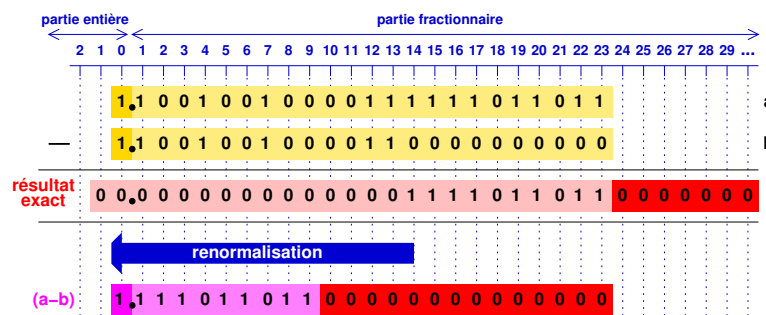 partie entière partie fractionnaire
2 1 0 1 2 3 4 5 6 7 8 9 10 11 12 13 14 15 16 17 18 19 20 21 22 23 24 25 26 27 28 29 ...
1.1 0 0 1 0 0 1 0 0 0 0 1 1 1 1 1 1 0 1 1 0 1 1
— 1.1 0 0 1 0 0 1 0 0 0 0 1 1 0 0 0 0 0 0 0 0 0 0
résultat
exact
0 0.0 0 0 0 0 0 0 0 0 0 0 0 0 1 1 1 1 0 1 1 0 1 1 0 0 0 0 0 0 0
renormalisation
(a–b) 1.1 1 1 0 1 1 0 1 1 0 0 0 0 0 0 0 0 0 0 0 0 0 0